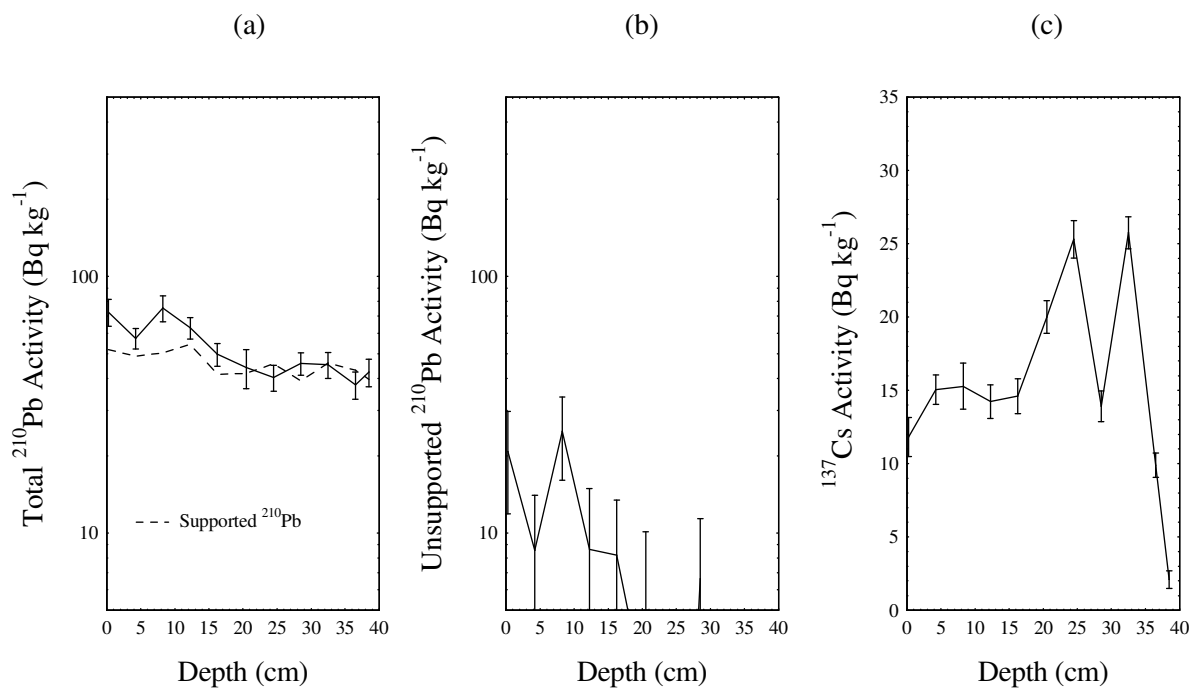 (a)
(b)
(c)
Total ²¹⁰Pb Activity (Bq kg⁻¹)
100
10
Supported ²¹⁰Pb
0 5 10 15 20 25 30 35 40
Depth (cm)
Unsupported ²¹⁰Pb Activity (Bq kg⁻¹)
100
10
0 5 10 15 20 25 30 35 40
Depth (cm)
¹³⁷Cs Activity (Bq kg⁻¹)
35
30
25
20
15
10
5
0
0 5 10 15 20 25 30 35 40
Depth (cm)